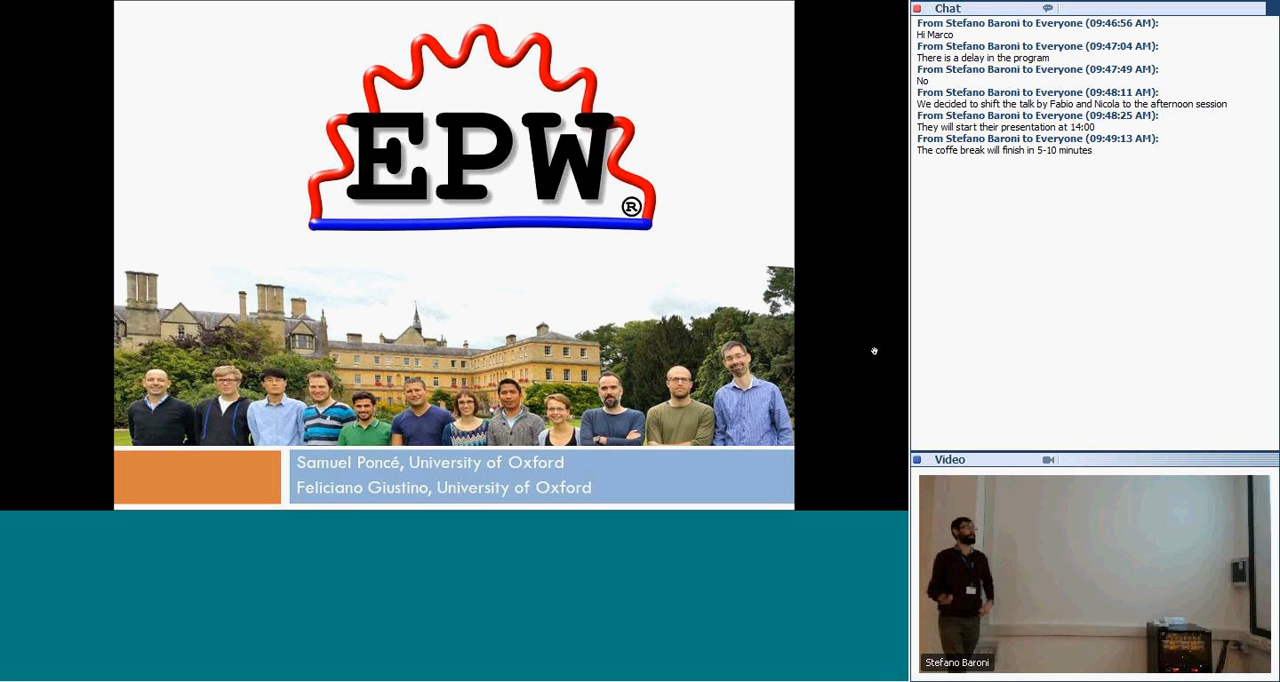 EPW
®
Samuel Poncé, University of Oxford
Feliciano Giustino, University of Oxford
Chat
From Stefano Baroni to Everyone (09:46:56 AM):
Hi Marco
From Stefano Baroni to Everyone (09:47:04 AM):
There is a delay in the program
From Stefano Baroni to Everyone (09:47:49 AM):
No
From Stefano Baroni to Everyone (09:48:11 AM):
We decided to shift the talk by Fabio and Nicola to the afternoon session
From Stefano Baroni to Everyone (09:48:25 AM):
They will start their presentation at 14:00
From Stefano Baroni to Everyone (09:49:13 AM):
The coffe break will finish in 5-10 minutes
Video
Stefano Baroni